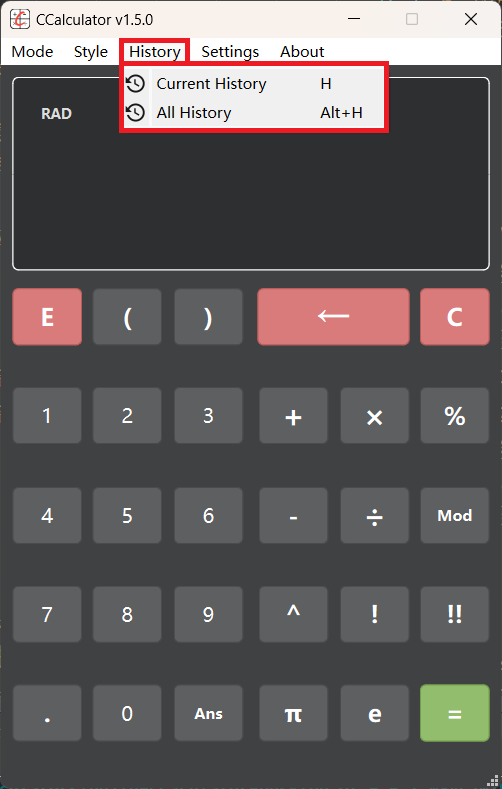 CCalculator v1.5.0
Mode Style History Settings About
Current History H
All History Alt+H
RAD
E ( ) ← C
1 2 3 + × %
4 5 6 - ÷ Mod
7 8 9 ^ ! !!
. 0 Ans π e =